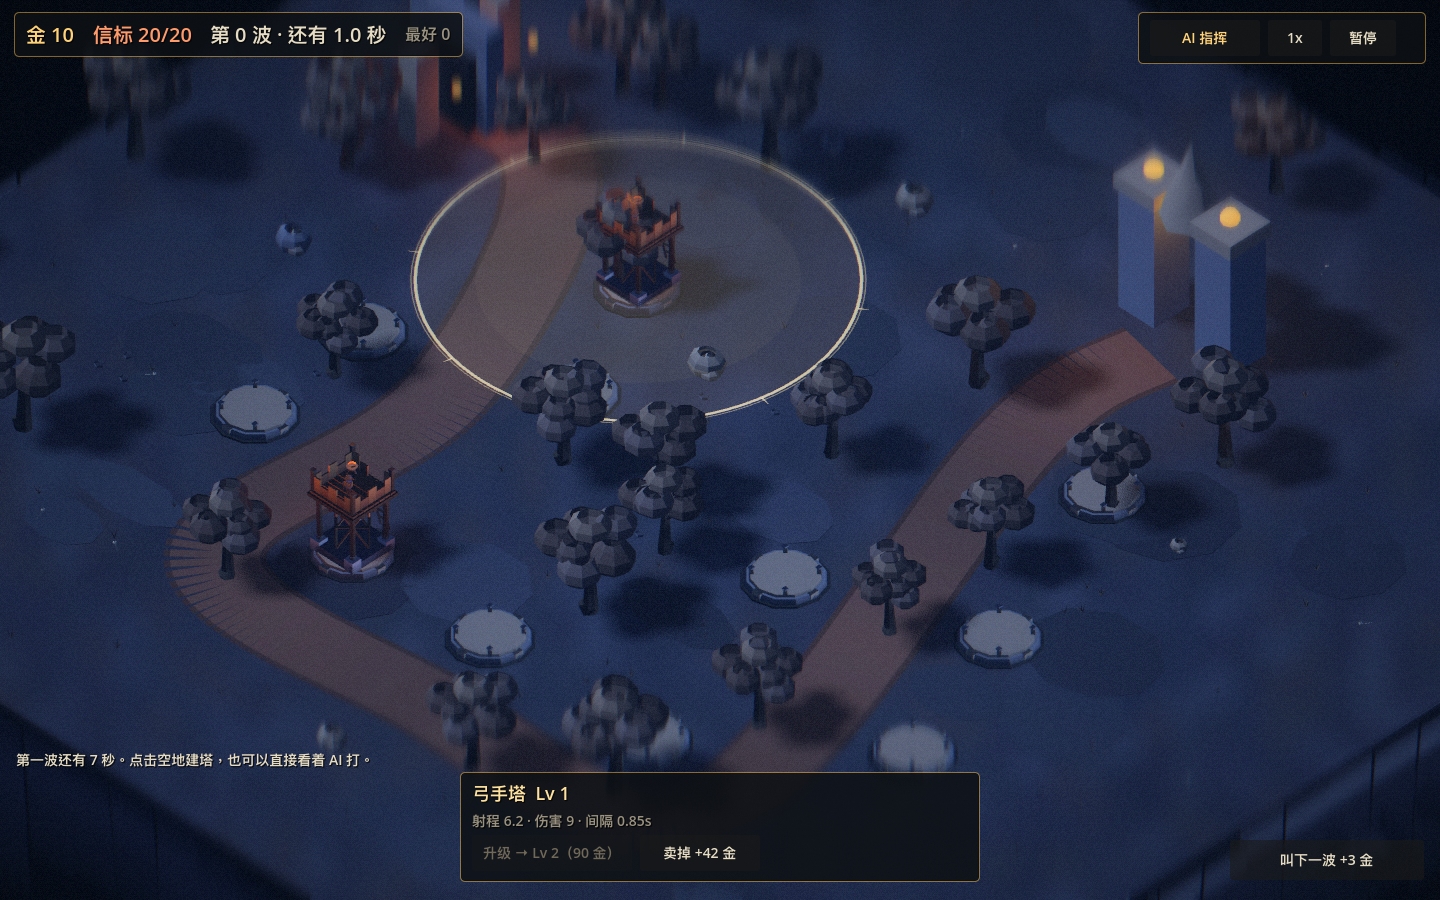 金 10 信标 20/20 第 0 波 · 还有 1.0 秒 最好 0
AI 指挥 1x 暂停
第一波还有 7 秒。点击空地建塔，也可以直接看着 AI 打。
弓手塔 Lv 1
射程 6.2 · 伤害 9 · 间隔 0.85s
升级 → Lv 2（90 金） 卖掉 +42 金
叫下一波 +3 金